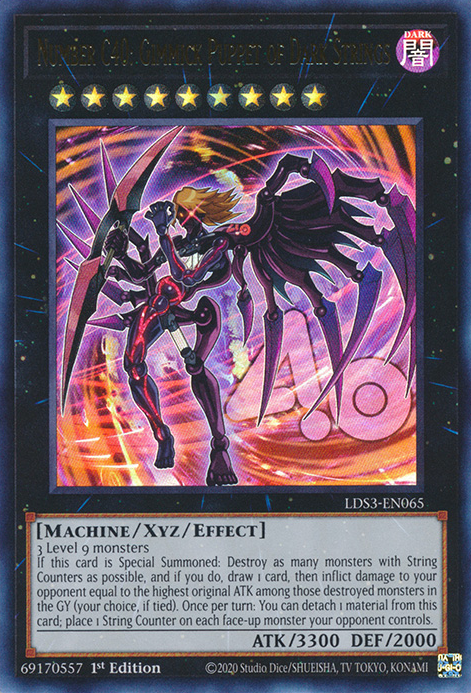 NUMBER C40: GIMMICK PUPPET OF DARK STRINGS
DARK
闇
40
LDS3-EN065
[MACHINE/XYZ/EFFECT]
3 Level 9 monsters
If this card is Special Summoned: Destroy as many monsters with String
Counters as possible, and if you do, draw 1 card, then inflict damage to your
opponent equal to the highest original ATK among those destroyed monsters in
the GY (your choice, if tied). Once per turn: You can detach 1 material from this
card; place 1 String Counter on each face-up monster your opponent controls.
ATK/3300 DEF/2000
69170557 1st Edition ©2020 Studio Dice/SHUEISHA, TV TOKYO, KONAMI